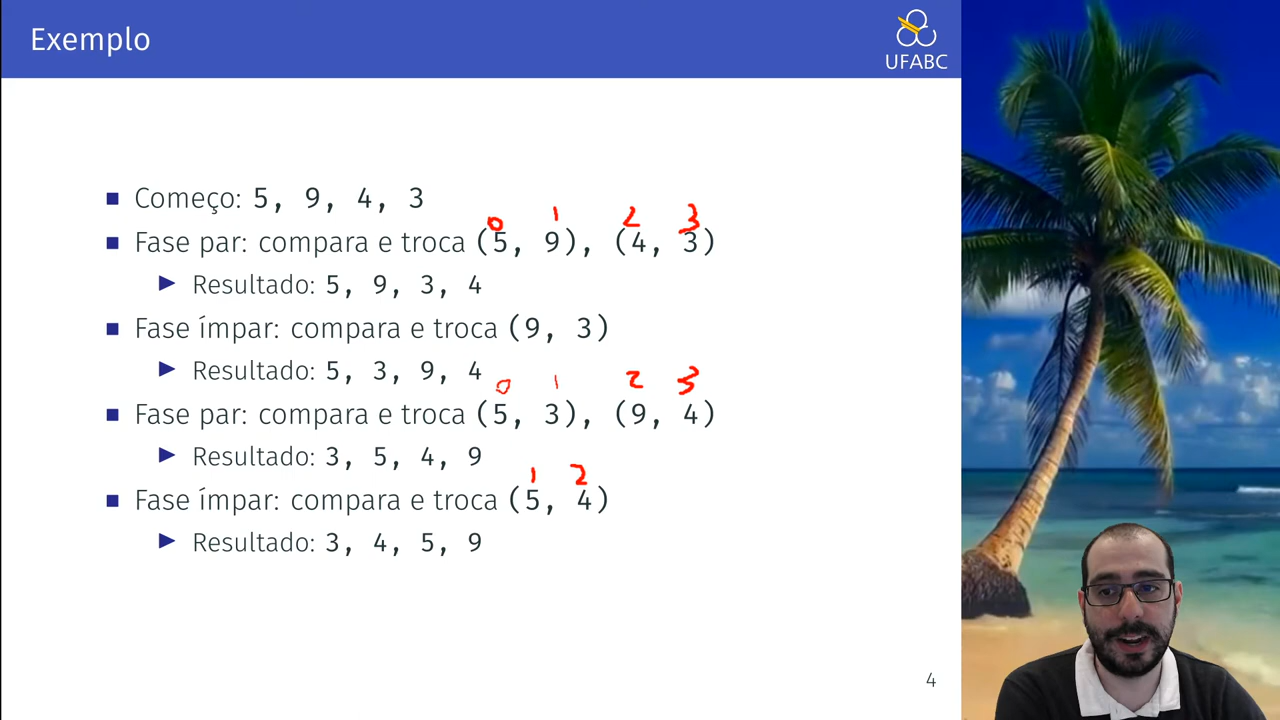 Exemplo
UFABC
Começo: 5, 9, 4, 3
0 1 2 3
Fase par: compara e troca (5, 9), (4, 3)
Resultado: 5, 9, 3, 4
Fase ímpar: compara e troca (9, 3)
Resultado: 5, 3, 9, 4
0 1 2 3
Fase par: compara e troca (5, 3), (9, 4)
Resultado: 3, 5, 4, 9
1 2
Fase ímpar: compara e troca (5, 4)
Resultado: 3, 4, 5, 9
4